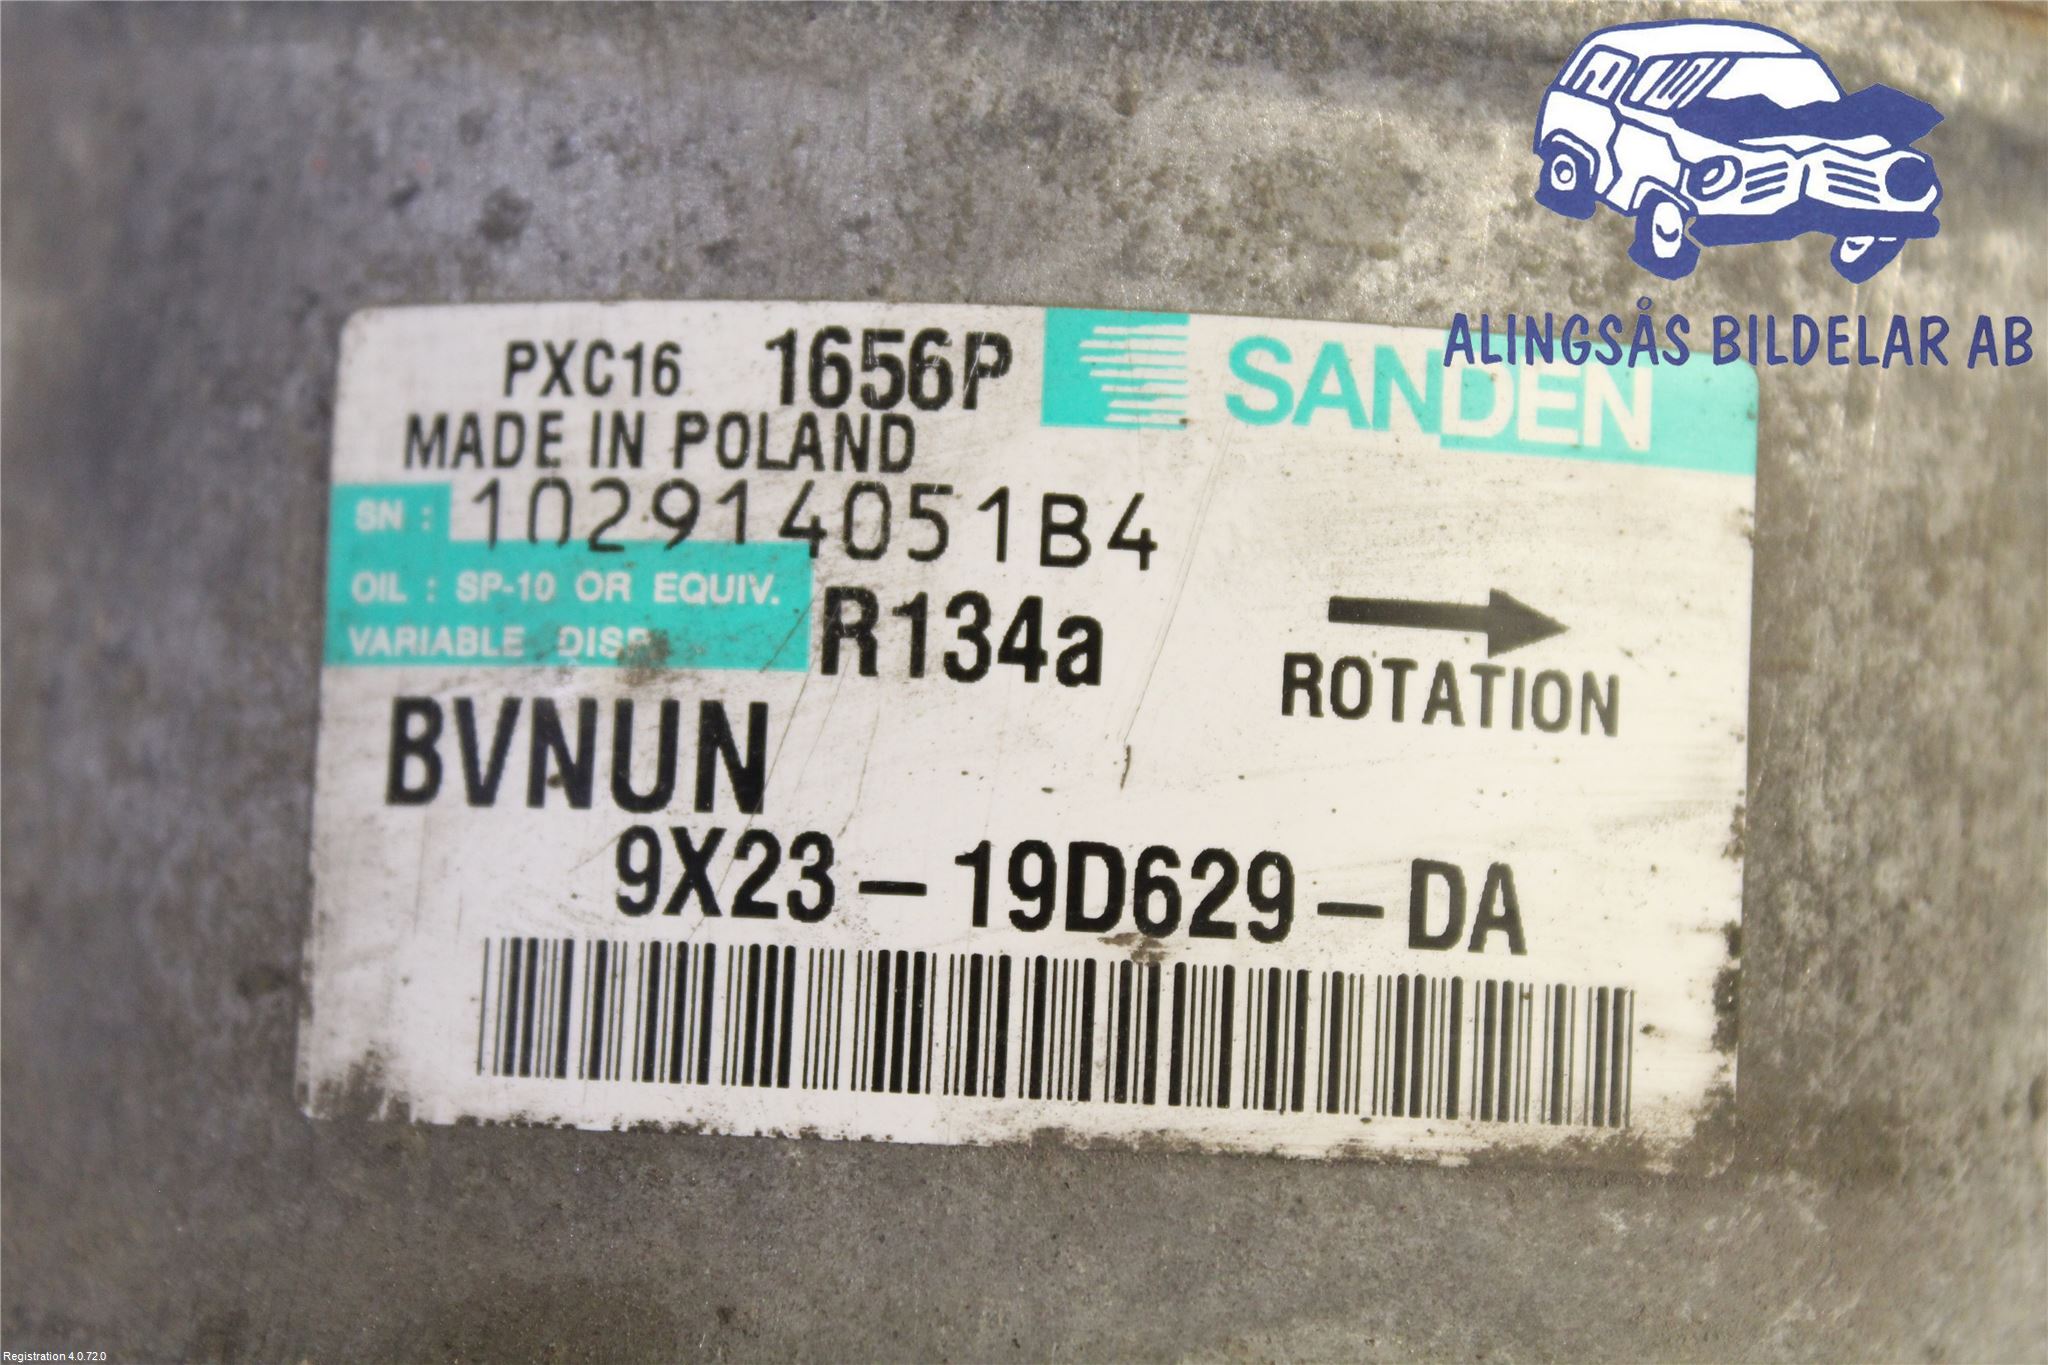 ALINGSÅS BILDELAR AB
PXC16 1656P SANDEN
MADE IN POLAND
SN : 102914051B4
OIL : SP-10 OR EQUIV.
VARIABLE DISP.
R134a
ROTATION
BVNUN
9X23-19D629-DA
Registration 4.0.72.0